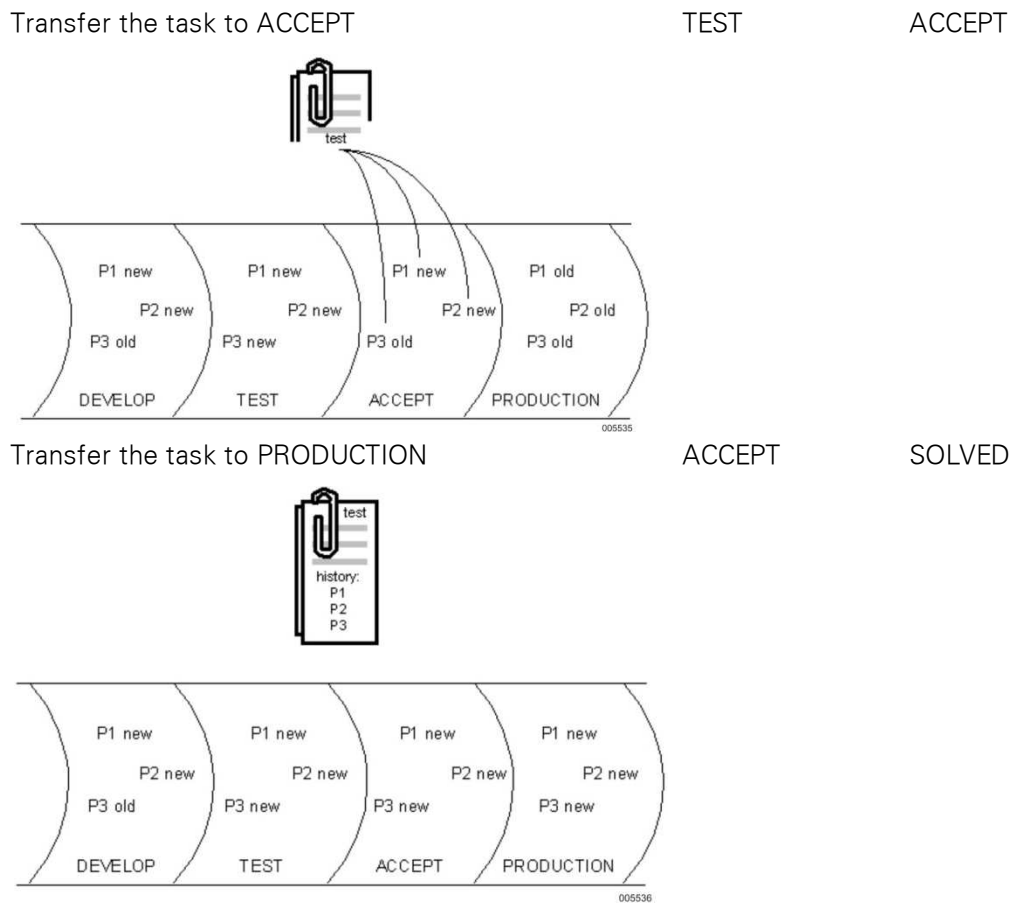 Transfer the task to ACCEPT TEST ACCEPT
test
P1 new P1 new P1 new P1 old
P2 new P2 new P2 new P2 old
P3 old P3 new P3 old P3 old
DEVELOP TEST ACCEPT PRODUCTION
005535
Transfer the task to PRODUCTION ACCEPT SOLVED
test
history:
P1
P2
P3
P1 new P1 new P1 new P1 new
P2 new P2 new P2 new P2 new
P3 old P3 new P3 new P3 new
DEVELOP TEST ACCEPT PRODUCTION
005536